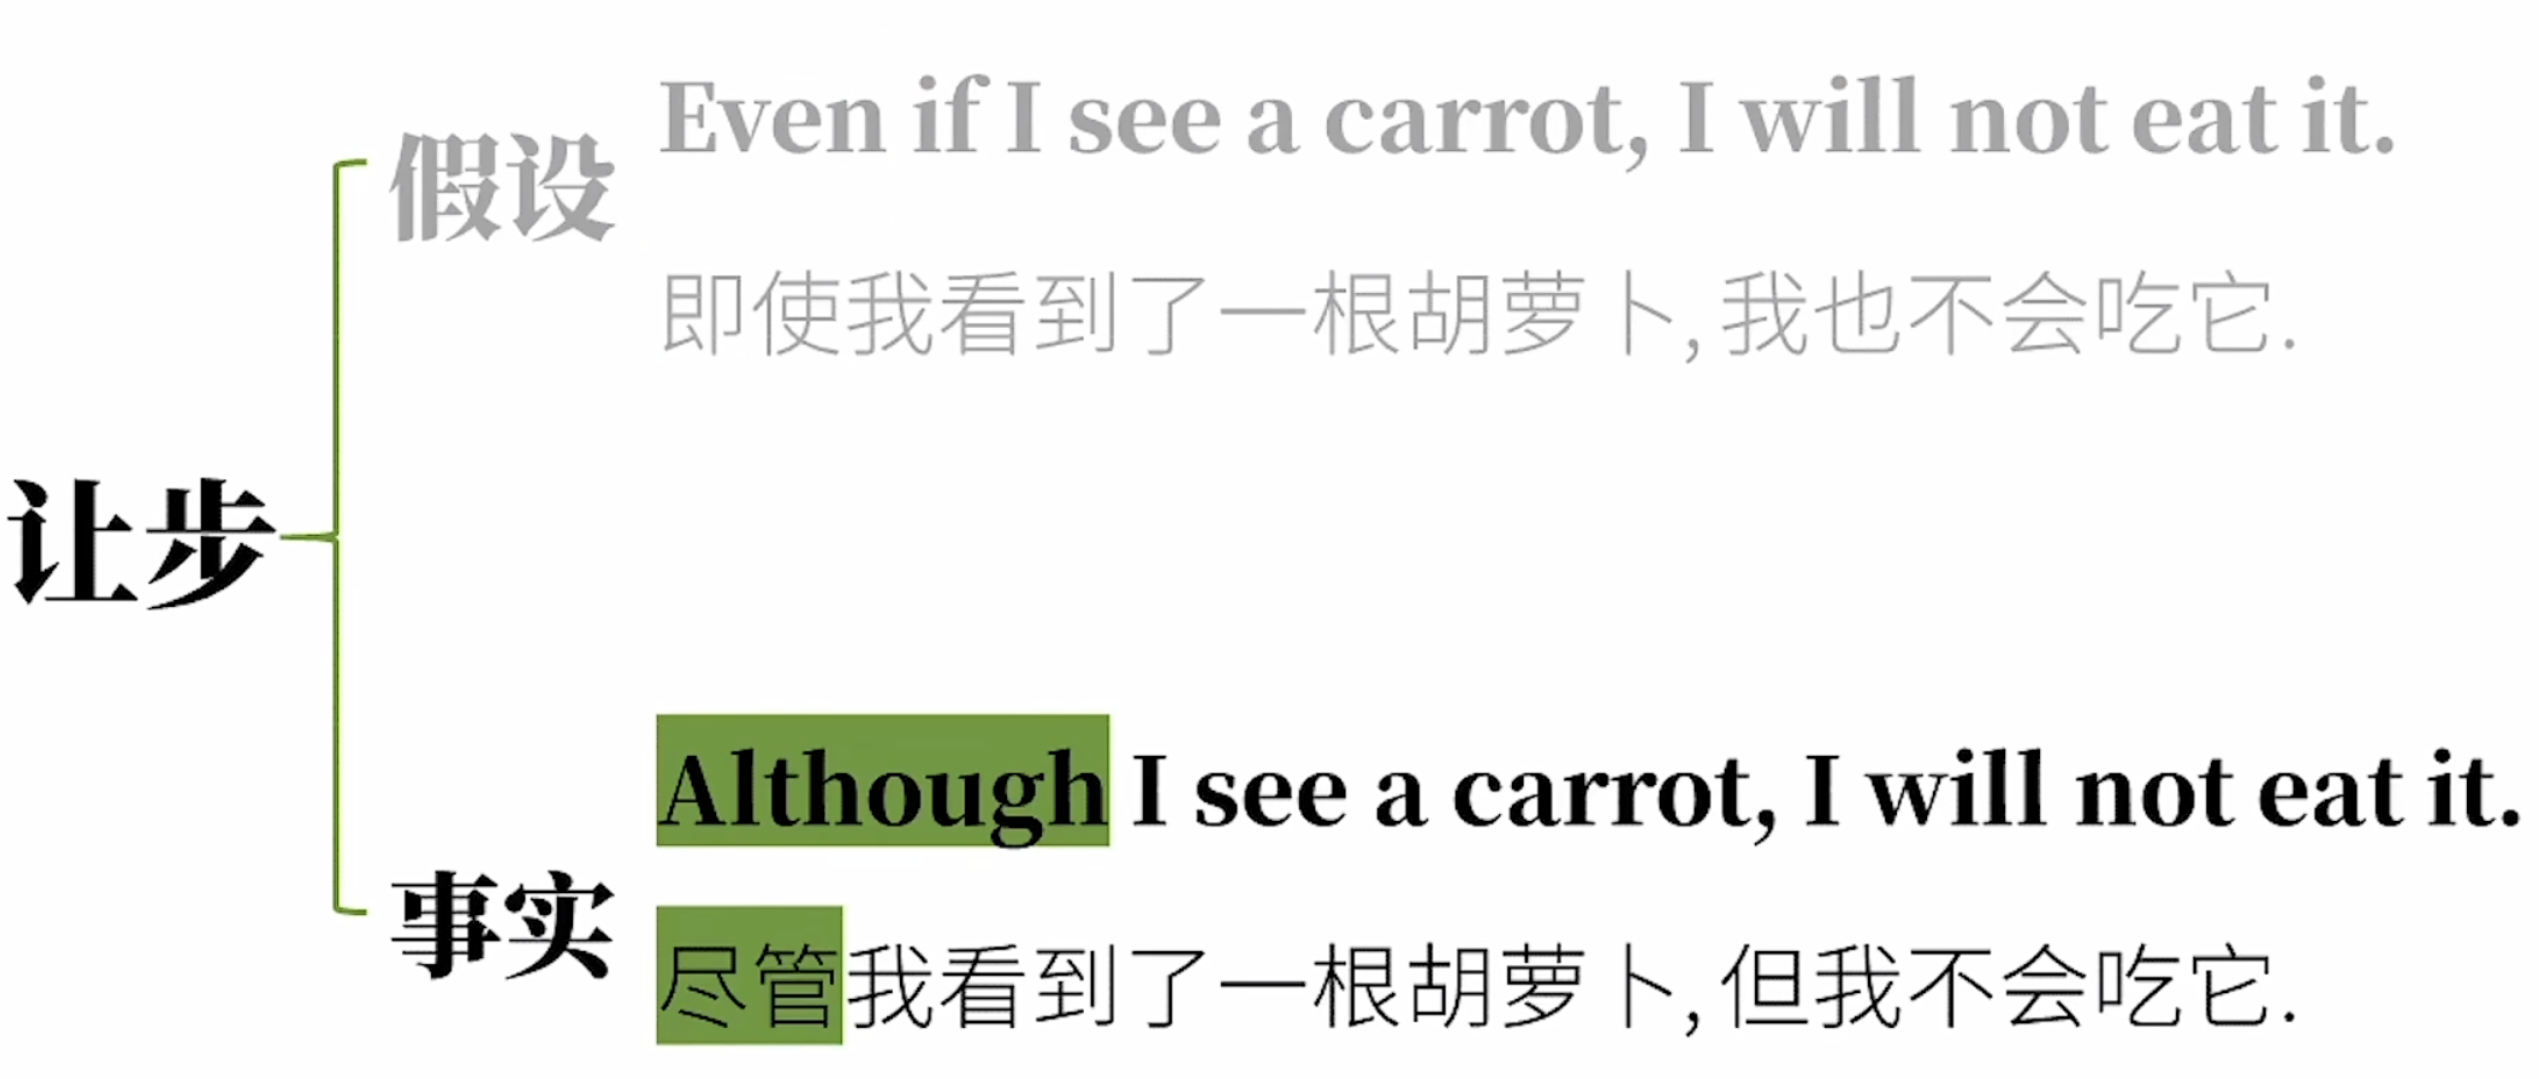 Even if I see a carrot, I will not eat it.
假设
即使我看到了一根胡萝卜,我也不会吃它.
让步
Although I see a carrot, I will not eat it.
事实
尽管我看到了一根胡萝卜,但我不会吃它.